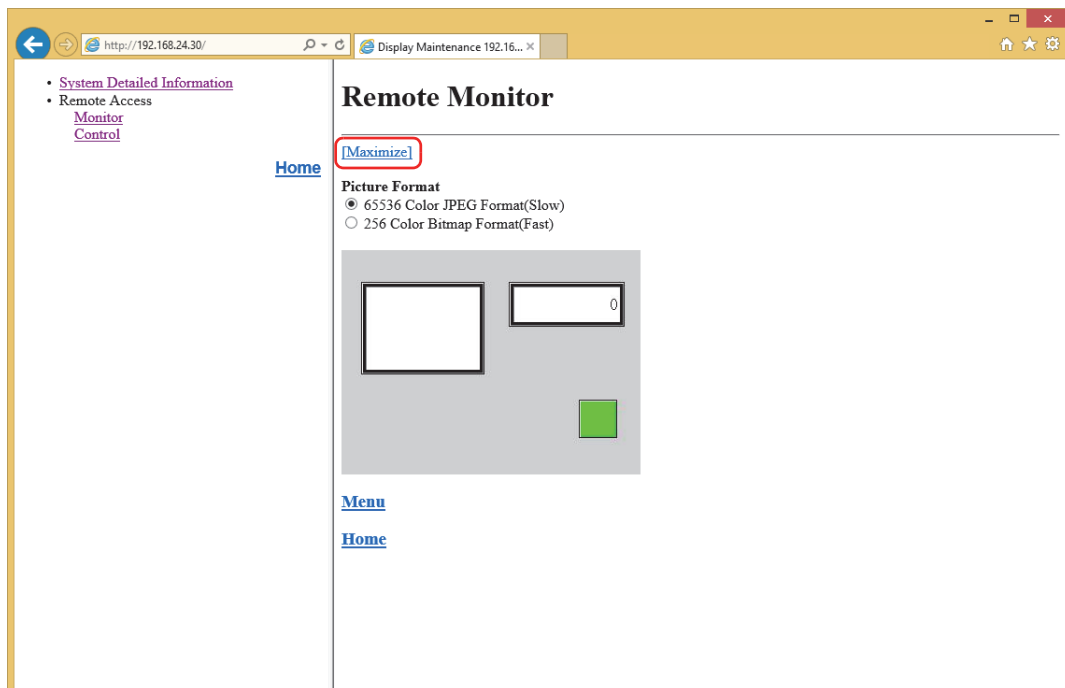 http://192.168.24.30/
Display Maintenance 192.16...
• System Detailed Information
• Remote Access
Monitor
Control
Home
Remote Monitor
[Maximize]
Picture Format
65536 Color JPEG Format(Slow)
256 Color Bitmap Format(Fast)
0
Menu
Home